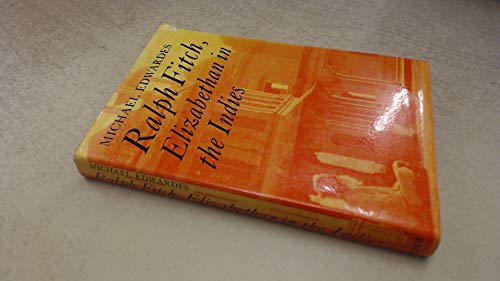 MICHAEL EDWARDES
Ralph Fitch,
Elizabethan in
the Indies
MICHAEL EDWARDES
Ralph Fitch, Elizabethan in the Indies